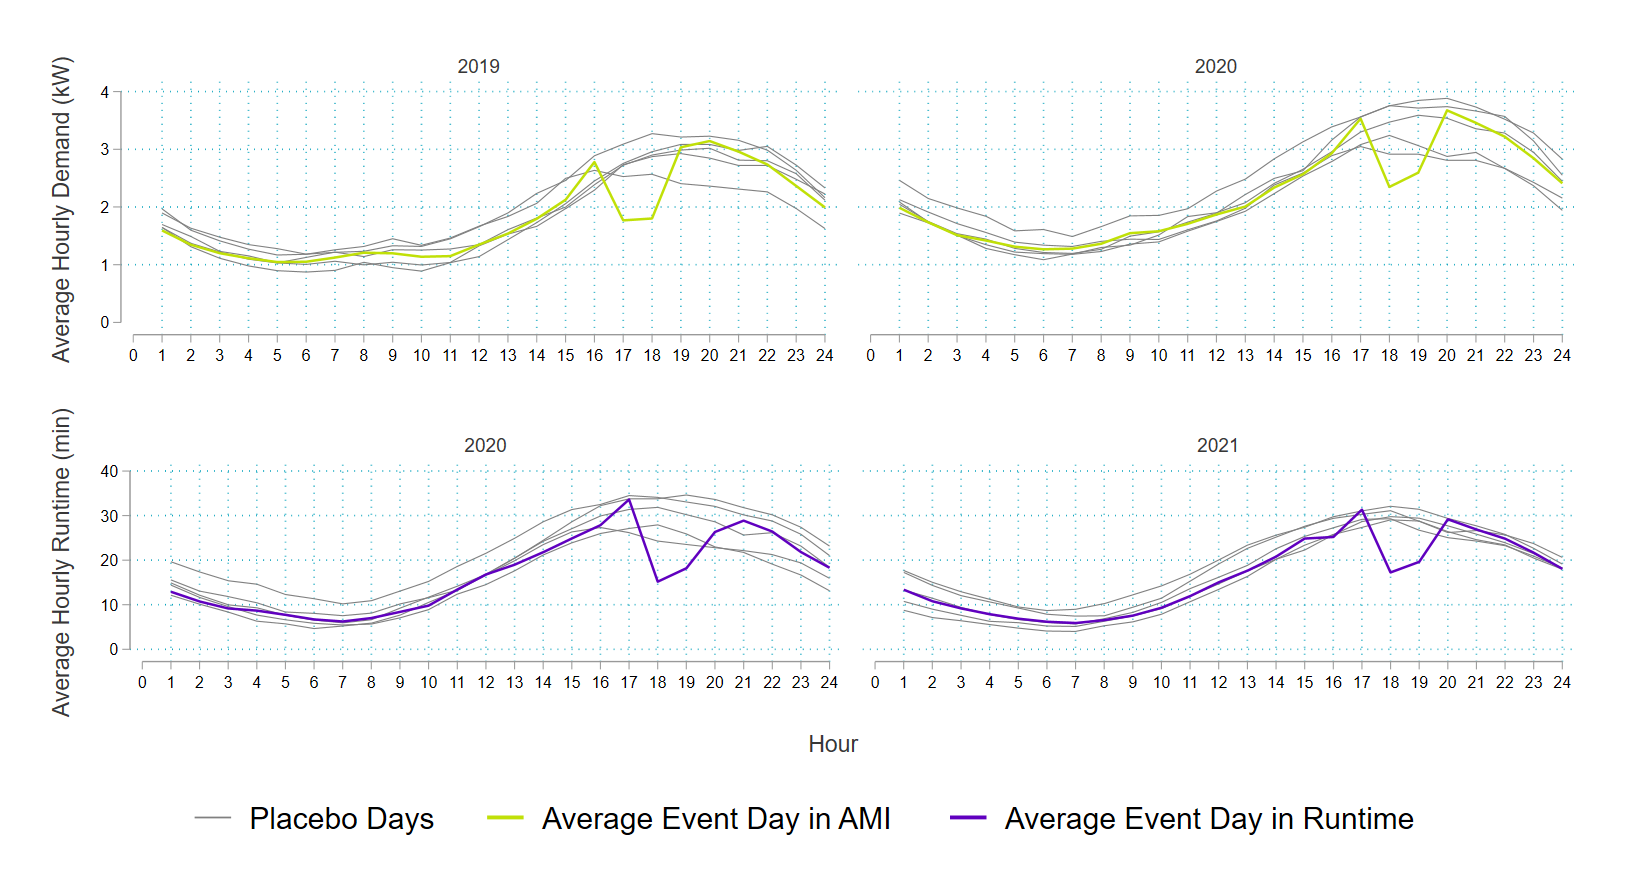 2019
2020
Average Hourly Demand (kW)
4
3
2
1
0
0 1 2 3 4 5 6 7 8 9 10 11 12 13 14 15 16 17 18 19 20 21 22 23 24
0 1 2 3 4 5 6 7 8 9 10 11 12 13 14 15 16 17 18 19 20 21 22 23 24
2020
2021
Average Hourly Runtime (min)
40
30
20
10
0
0 1 2 3 4 5 6 7 8 9 10 11 12 13 14 15 16 17 18 19 20 21 22 23 24
0 1 2 3 4 5 6 7 8 9 10 11 12 13 14 15 16 17 18 19 20 21 22 23 24
Hour
Placebo Days
Average Event Day in AMI
Average Event Day in Runtime